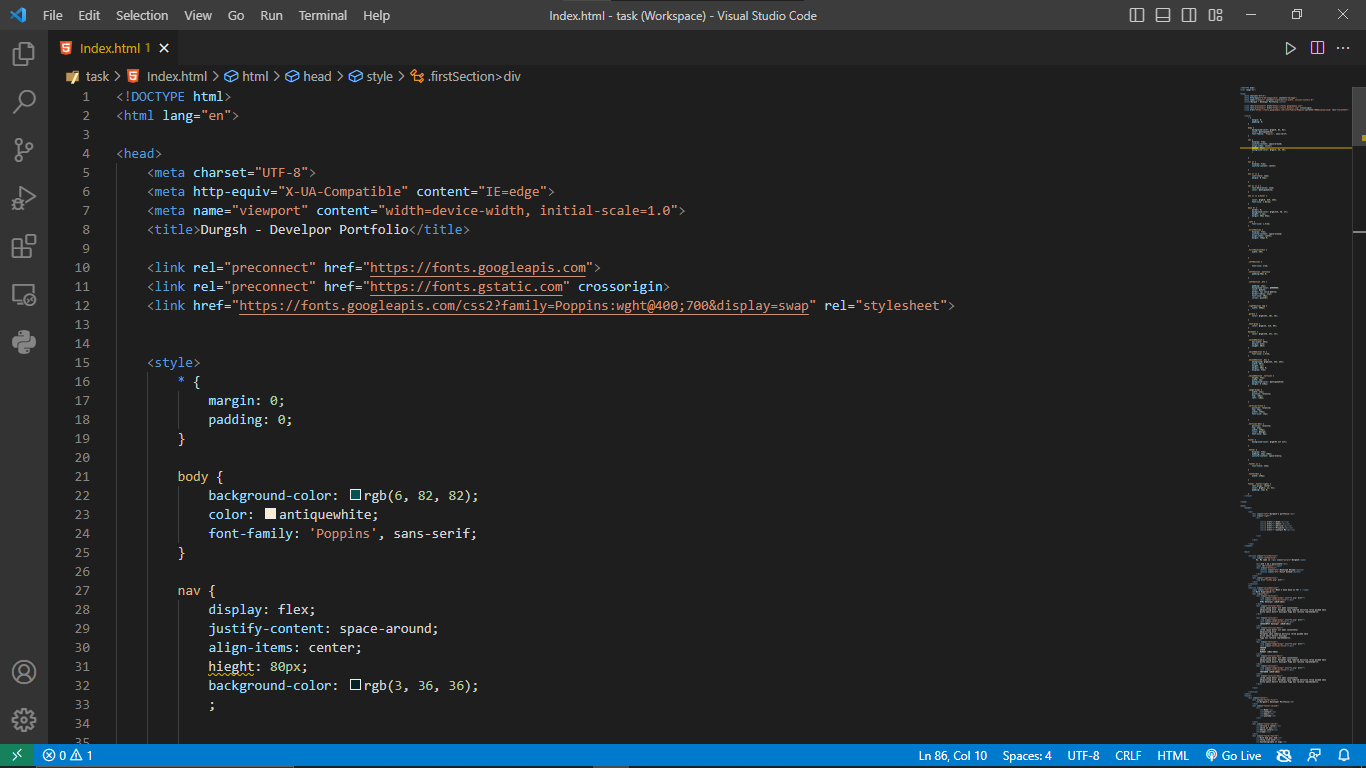 File Edit Selection View Go Run Terminal Help Index.html - task (Workspace) - Visual Studio Code
Index.html 1
task > Index.html > html > head > style > .firstSection>div
1 <!DOCTYPE html>
2 <html lang="en">
3
4 <head>
5 <meta charset="UTF-8">
6 <meta http-equiv="X-UA-Compatible" content="IE=edge">
7 <meta name="viewport" content="width=device-width, initial-scale=1.0">
8 <title>Durgsh - Develpor Portfolio</title>
9
10 <link rel="preconnect" href="https://fonts.googleapis.com">
11 <link rel="preconnect" href="https://fonts.gstatic.com" crossorigin>
12 <link href="https://fonts.googleapis.com/css2?family=Poppins:wght@400;700&display=swap" rel="stylesheet">
13
14
15 <style>
16 * {
17 margin: 0;
18 padding: 0;
19 }
20
21 body {
22 background-color: rgb(6, 82, 82);
23 color: antiquewhite;
24 font-family: 'Poppins', sans-serif;
25 }
26
27 nav {
28 display: flex;
29 justify-content: space-around;
30 align-items: center;
31 hieght: 80px;
32 background-color: rgb(3, 36, 36);
33 ;
34
35
0 1 Ln 86, Col 10 Spaces: 4 UTF-8 CRLF HTML Go Live